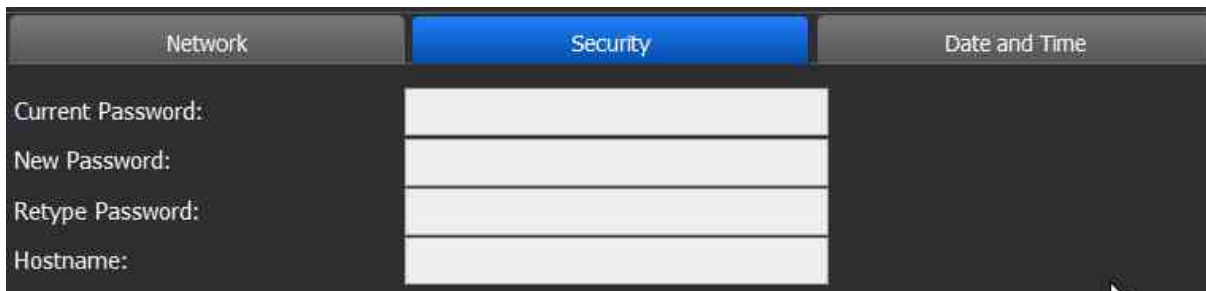 Network Security Date and Time
Current Password:
New Password:
Retype Password:
Hostname: